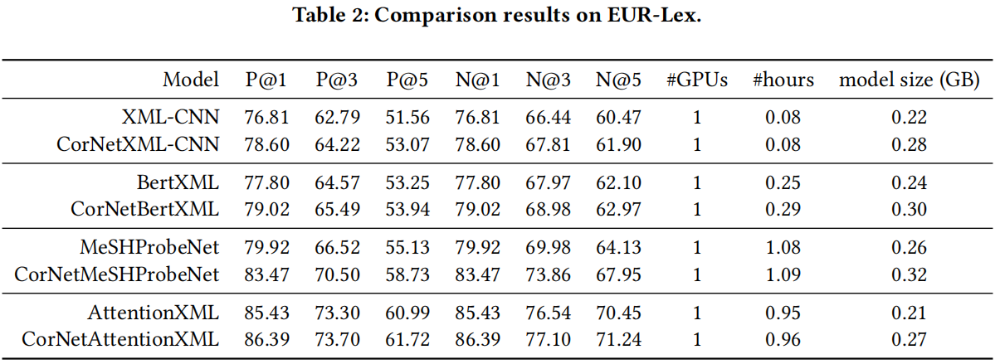 Table 2: Comparison results on EUR-Lex.
Model P@1 P@3 P@5 N@1 N@3 N@5 #GPUs #hours model size (GB)
XML-CNN 76.81 62.79 51.56 76.81 66.44 60.47 1 0.08 0.22
CorNetXML-CNN 78.60 64.22 53.07 78.60 67.81 61.90 1 0.08 0.28
BertXML 77.80 64.57 53.25 77.80 67.97 62.10 1 0.25 0.24
CorNetBertXML 79.02 65.49 53.94 79.02 68.98 62.97 1 0.29 0.30
MeSHProbeNet 79.92 66.52 55.13 79.92 69.98 64.13 1 1.08 0.26
CorNetMeSHProbeNet 83.47 70.50 58.73 83.47 73.86 67.95 1 1.09 0.32
AttentionXML 85.43 73.30 60.99 85.43 76.54 70.45 1 0.95 0.21
CorNetAttentionXML 86.39 73.70 61.72 86.39 77.10 71.24 1 0.96 0.27